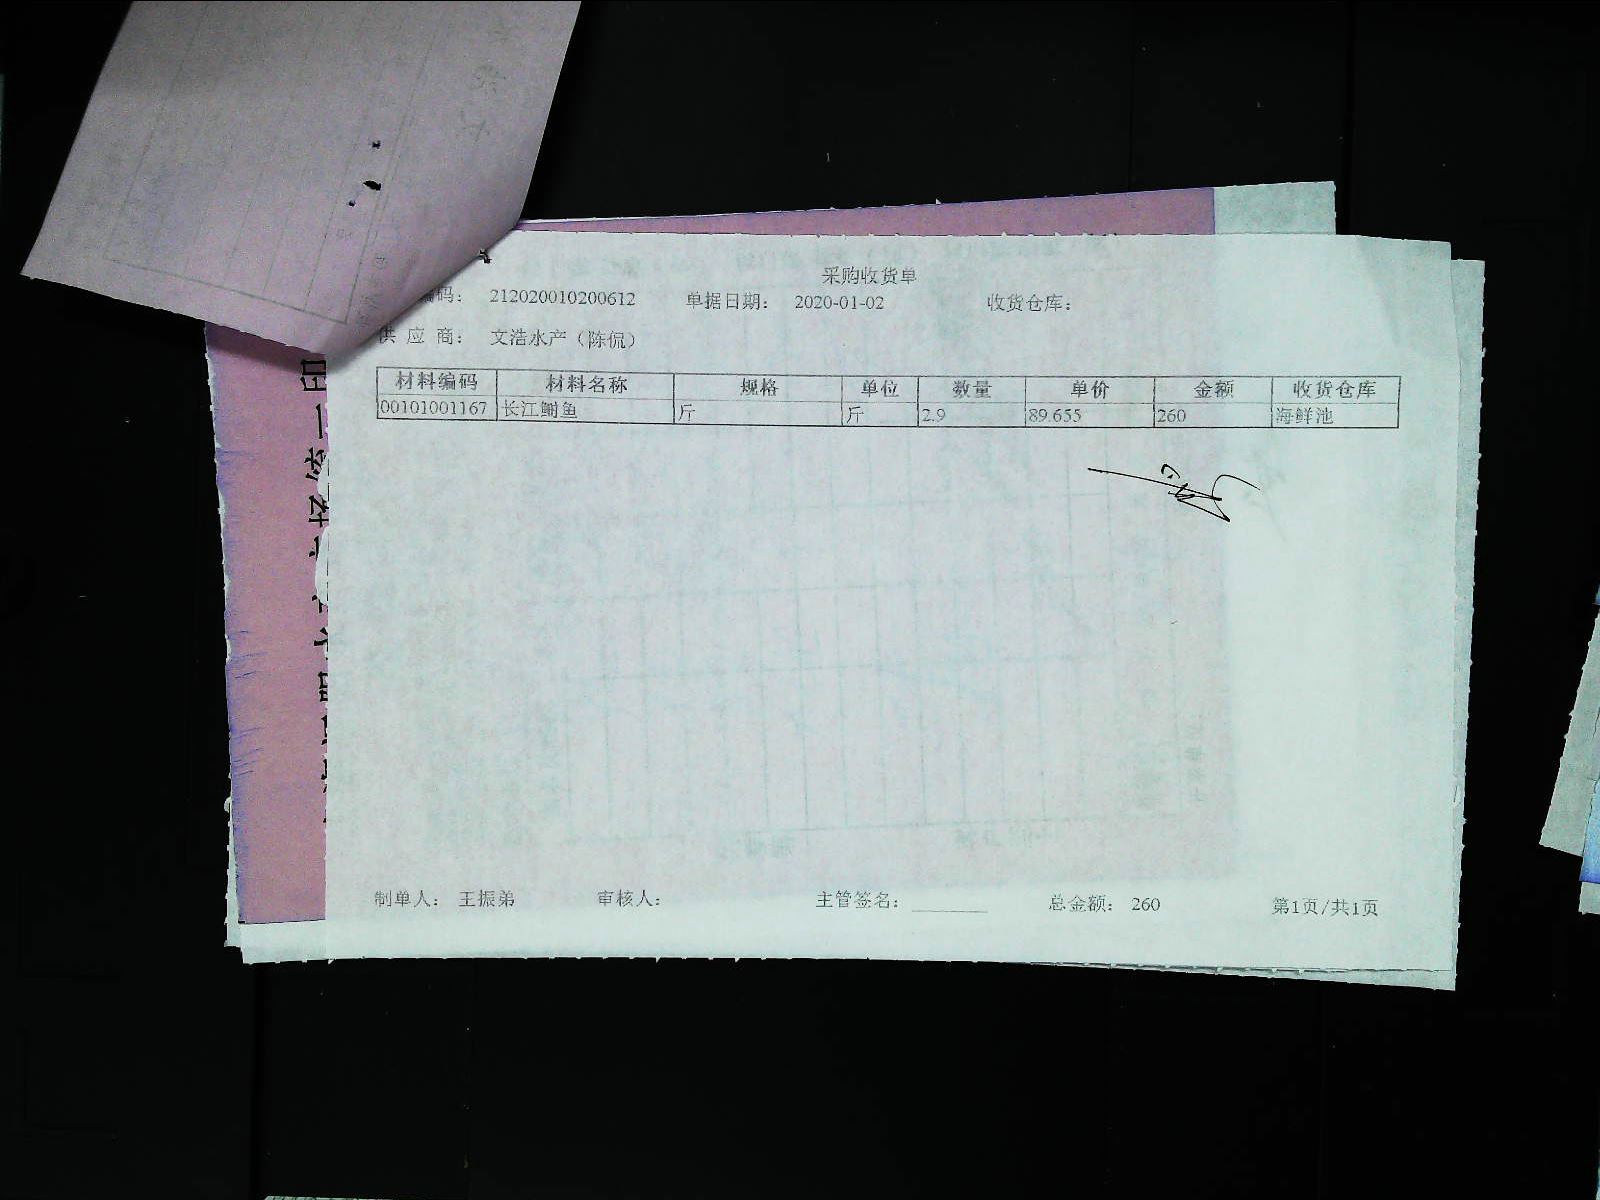 采购收货单
编码： 212020010200612 单据日期： 2020-01-02 收货仓库：
供 应 商： 文浩水产（陈侃）
材料编码 材料名称 规格 单位 数量 单价 金额 收货仓库
00101001167 长江鮰鱼 斤 斤 2.9 89.655 260 海鲜池
制单人： 王振弟 审核人： 主管签名： 总金额： 260 第1页/共1页